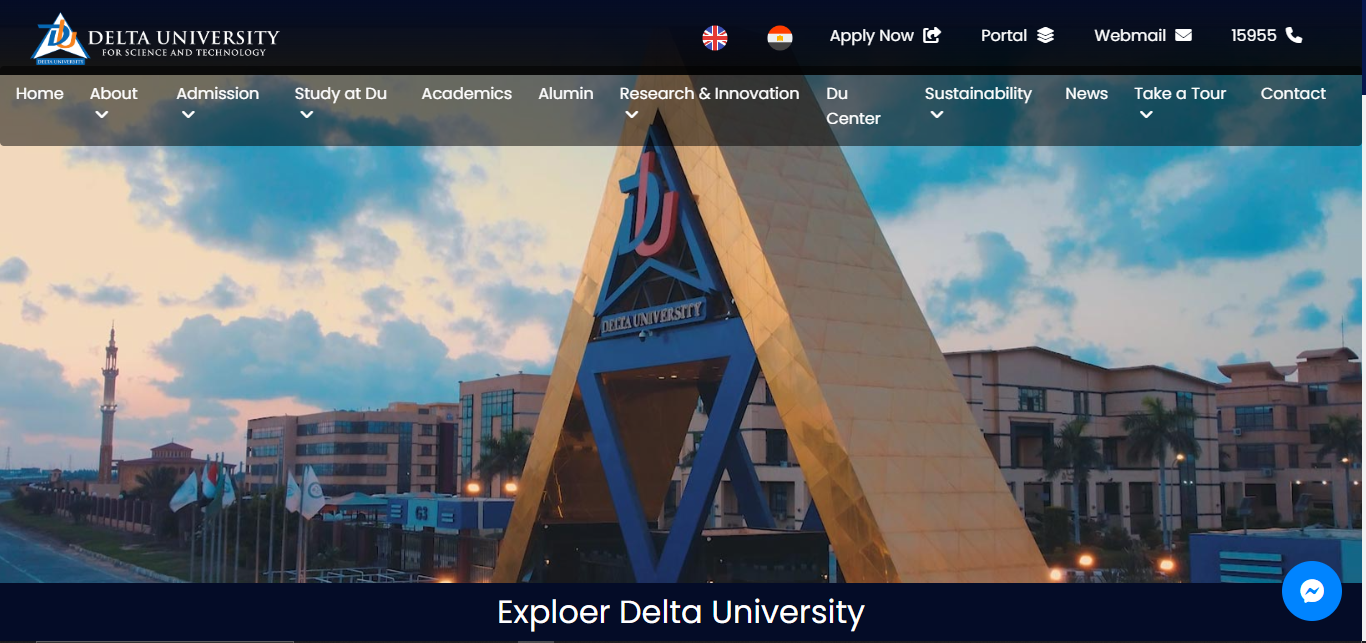 DELTA UNIVERSITY
FOR SCIENCE AND TECHNOLOGY
DELTA UNIVERSITY
Apply Now
Portal
Webmail
15955
Home
About
Admission
Study at Du
Academics
Alumin
Research & Innovation
Du
Center
Sustainability
News
Take a Tour
Contact
DU
DELTA UNIVERSITY
G3
Exploer Delta University